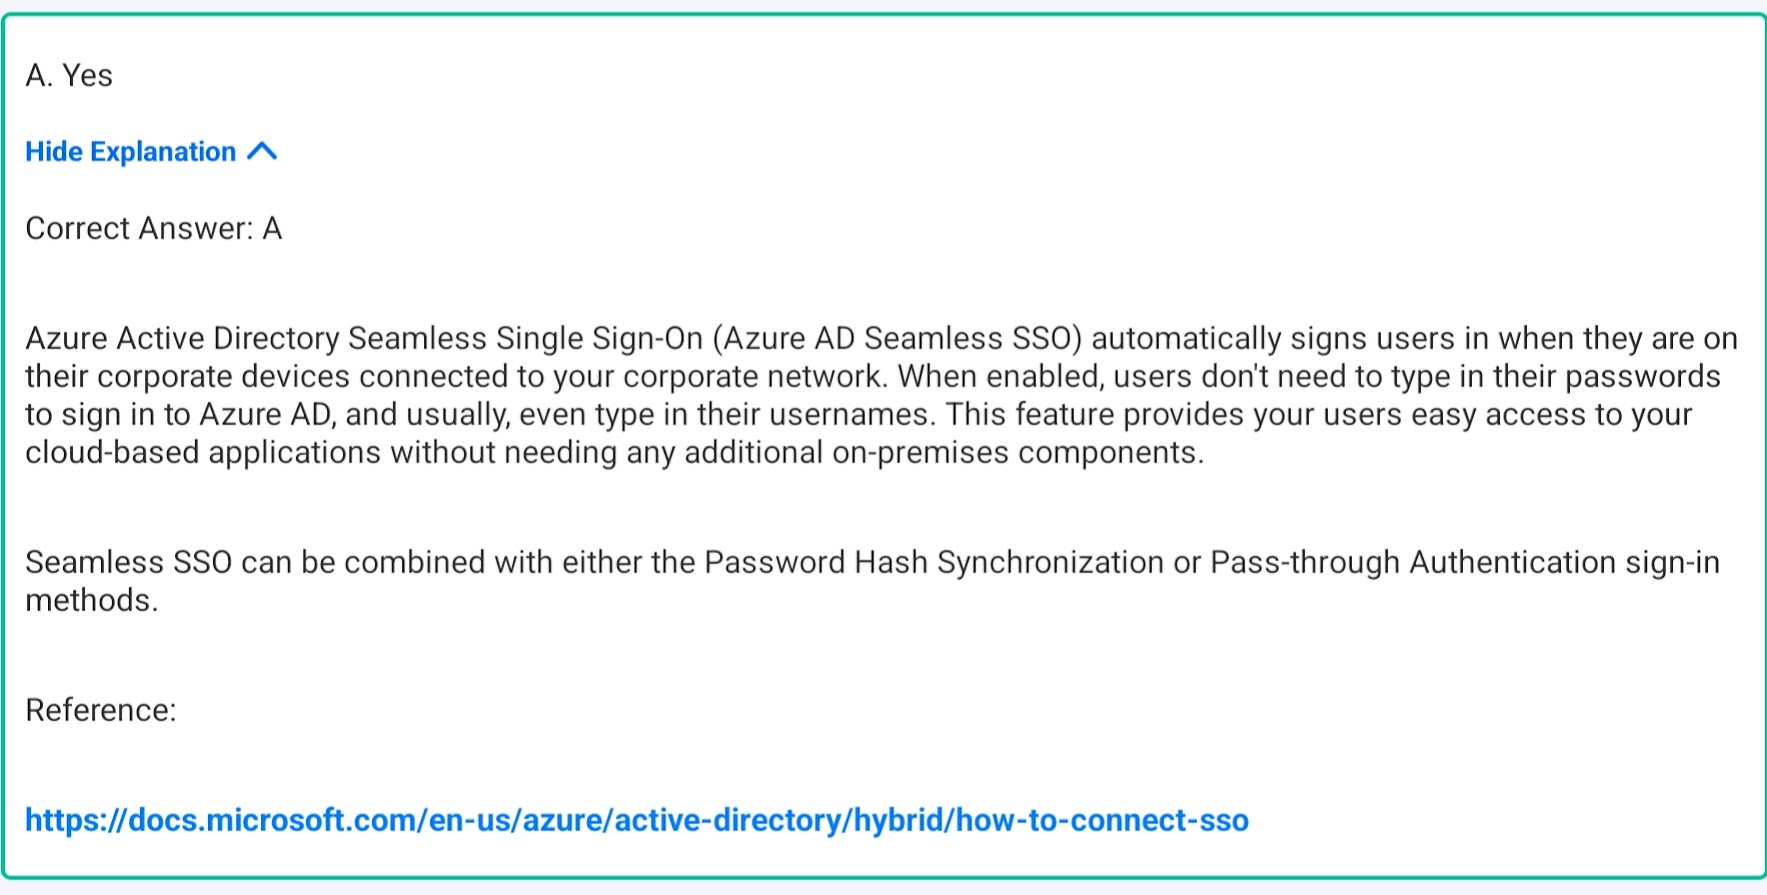 A. Yes
Hide Explanation
Correct Answer: A
Azure Active Directory Seamless Single Sign-On (Azure AD Seamless SSO) automatically signs users in when they are on
their corporate devices connected to your corporate network. When enabled, users don't need to type in their passwords
to sign in to Azure AD, and usually, even type in their usernames. This feature provides your users easy access to your
cloud-based applications without needing any additional on-premises components.
Seamless SSO can be combined with either the Password Hash Synchronization or Pass-through Authentication sign-in
methods.
Reference:
https://docs.microsoft.com/en-us/azure/active-directory/hybrid/how-to-connect-sso